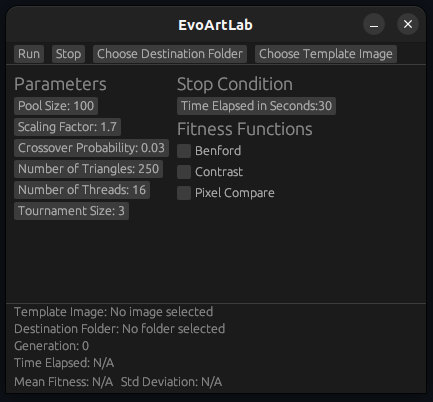 EvoArtLab
Run Stop Choose Destination Folder Choose Template Image
Parameters
Pool Size: 100
Scaling Factor: 1.7
Crossover Probability: 0.03
Number of Triangles: 250
Number of Threads: 16
Tournament Size: 3
Stop Condition
Time Elapsed in Seconds:30
Fitness Functions
Benford
Contrast
Pixel Compare
Template Image: No image selected
Destination Folder: No folder selected
Generation: 0
Time Elapsed: N/A
Mean Fitness: N/A Std Deviation: N/A